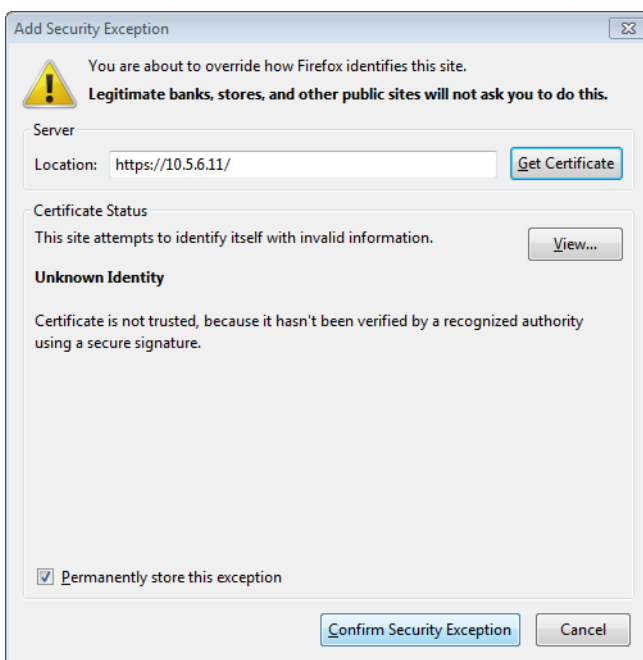 Add Security Exception
You are about to override how Firefox identifies this site.
Legitimate banks, stores, and other public sites will not ask you to do this.
Server
Location: https://10.5.6.11/ Get Certificate
Certificate Status
This site attempts to identify itself with invalid information. View...
Unknown Identity
Certificate is not trusted, because it hasn't been verified by a recognized authority
using a secure signature.
Permanently store this exception
Confirm Security Exception Cancel